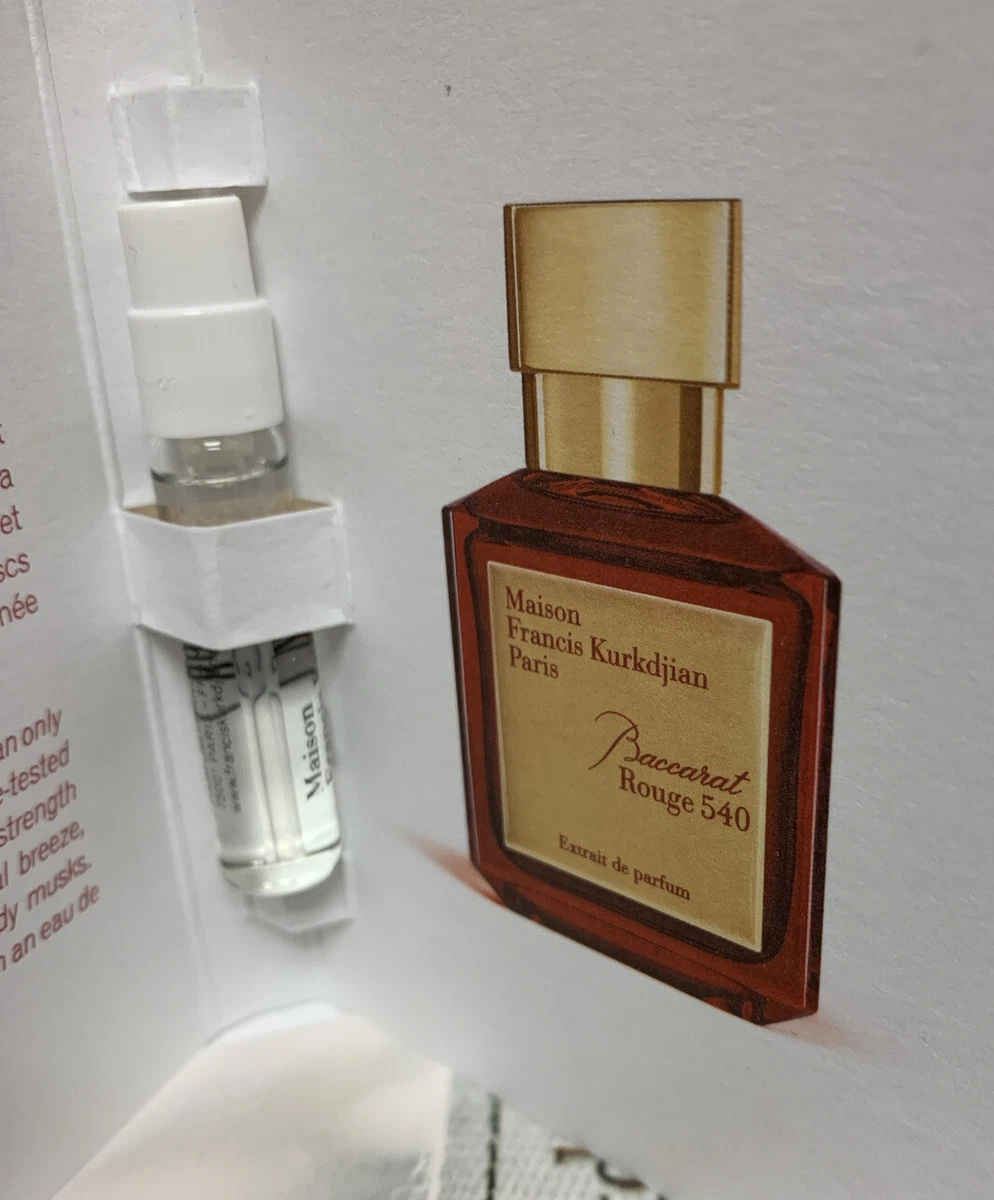 a
et
scs
née
an only
e-tested
strength
al breeze,
dy musks.
n an eau de
Maison
Maison
Francis Kurkdjian
Paris
Baccarat
Rouge 540
Extrait de parfum